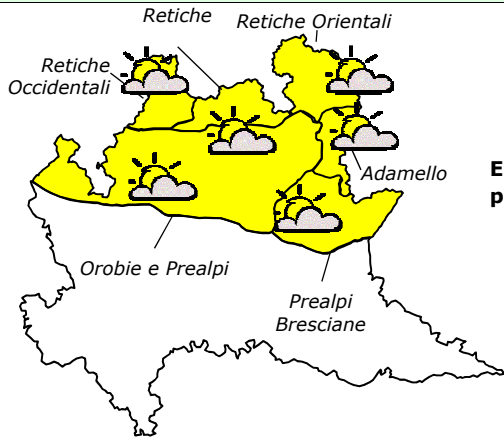 Retiche
Retiche Orientali
Retiche
Occidentali
Adamello
E
p
Orobie e Prealpi
Prealpi
Bresciane